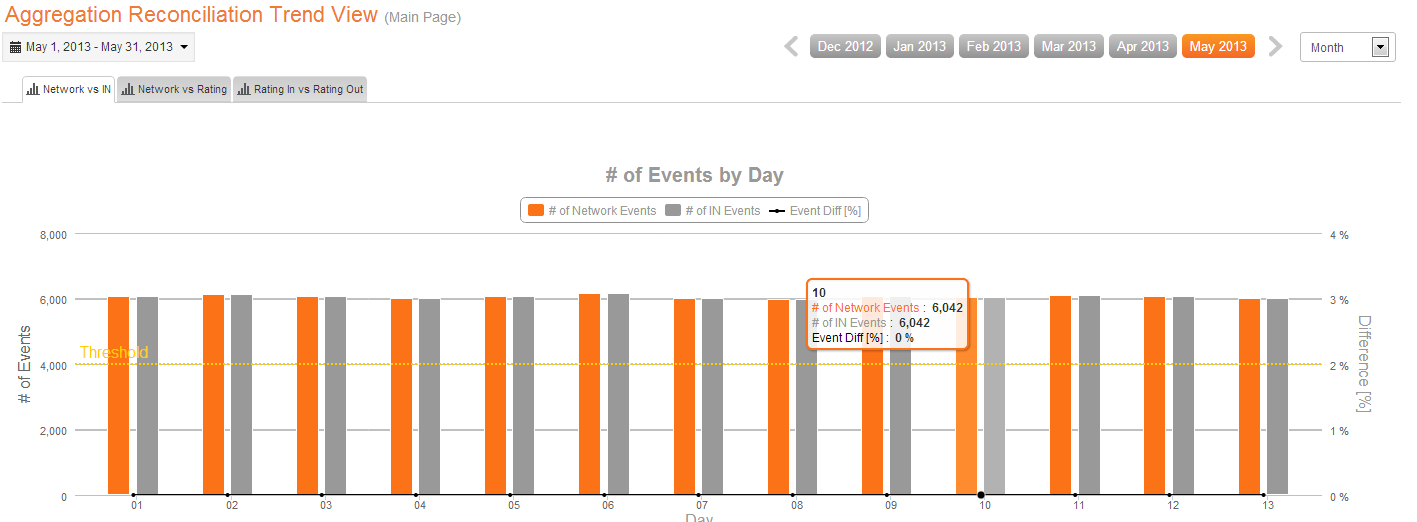 Aggregation Reconciliation Trend View (Main Page)
May 1, 2013 - May 31, 2013
Dec 2012 Jan 2013 Feb 2013 Mar 2013 Apr 2013 May 2013
Month
Network vs IN Network vs Rating Rating In vs Rating Out
# of Events by Day
# of Network Events # of IN Events Event Diff [%]
8,000 4 %
6,000 3 %
10
# of Network Events : 6,042
# of IN Events : 6,042
Event Diff [%] : 0 %
Threshold
4,000 2 %
2,000 1 %
0 0 %
# of Events
Difference [%]
01 02 03 04 05 06 07 08 09 10 11 12 13
Day